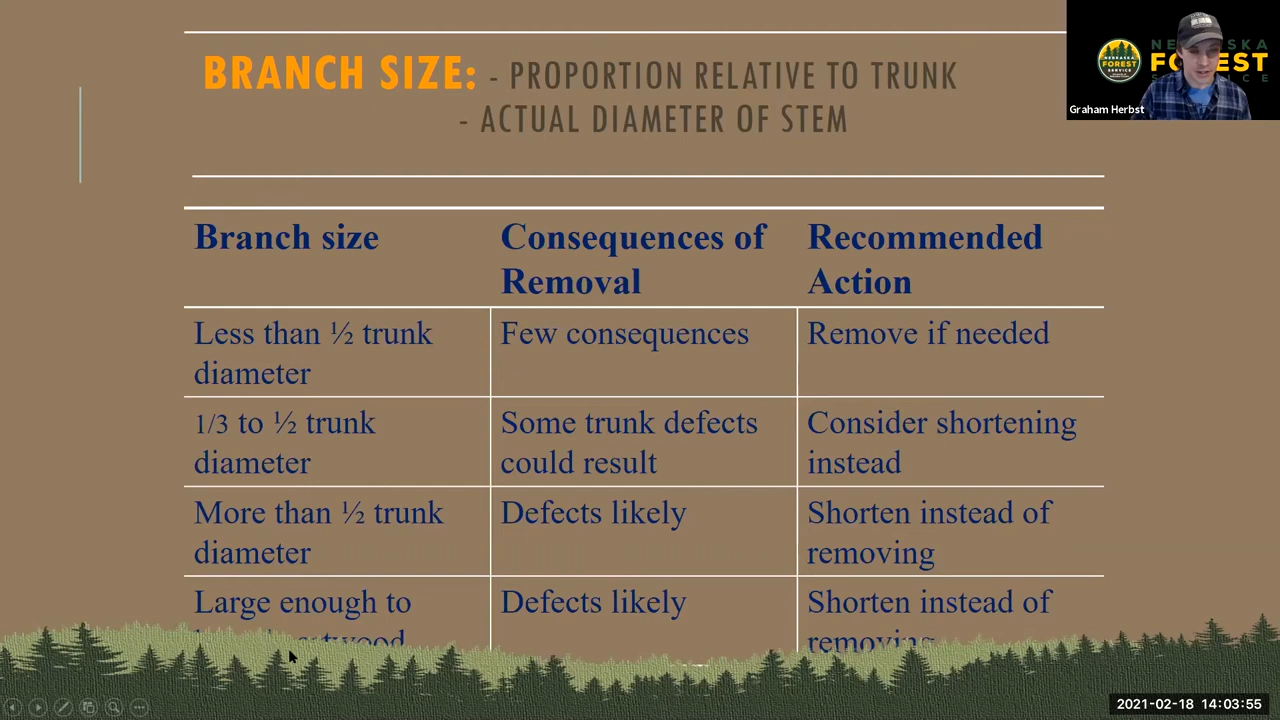 BRANCH SIZE: - PROPORTION RELATIVE TO TRUNK
- ACTUAL DIAMETER OF STEM
Graham Herbst
Branch size
Consequences of
Removal
Recommended
Action
Less than ½ trunk
diameter
Few consequences
Remove if needed
1/3 to ½ trunk
diameter
Some trunk defects
could result
Consider shortening
instead
More than ½ trunk
diameter
Defects likely
Shorten instead of
removing
Large enough to
Defects likely
Shorten instead of
removing
2021-02-18 14:03:55